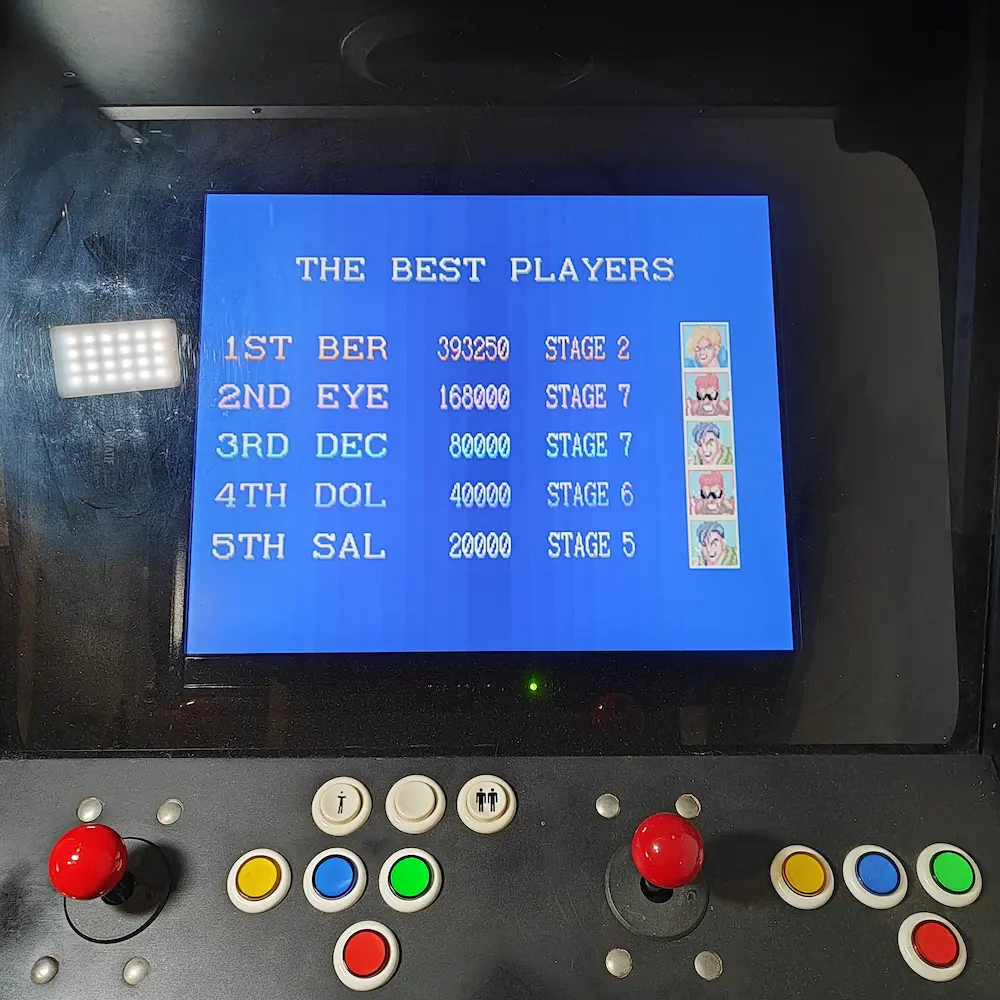 THE BEST PLAYERS
1ST BER 393250 STAGE 2
2ND EYE 168000 STAGE 7
3RD DEC 80000 STAGE 7
4TH DOL 40000 STAGE 6
5TH SAL 20000 STAGE 5